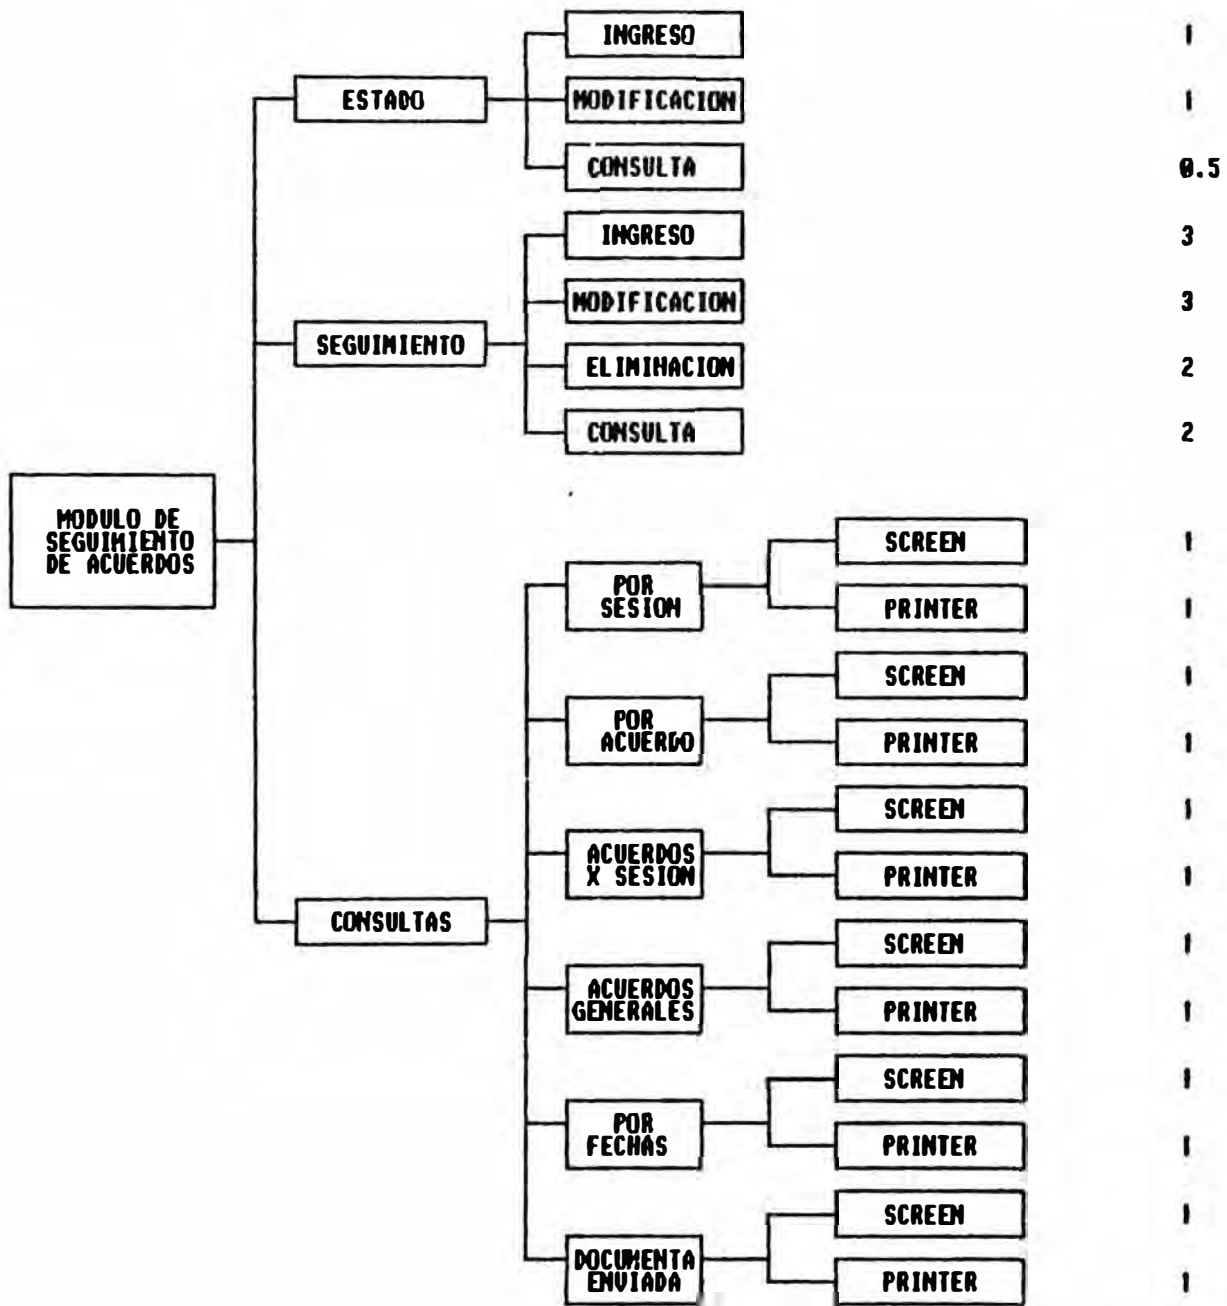 INGRESO 1
ESTADO MODIFICACION 1
CONSULTA 0.5
INGRESO 3
MODIFICACION 3
SEGUIMIENTO
ELIMINACION 2
CONSULTA 2
MODULO DE
SEGUIMIENTO
DE ACUERDOS
SCREEN 1
POR
SESION
PRINTER 1
SCREEN 1
POR
ACUERDO
PRINTER 1
SCREEN 1
ACUERDOS
X SESION
PRINTER 1
CONSULTAS
SCREEN 1
ACUERDOS
GENERALES
PRINTER 1
SCREEN 1
POR
FECHAS
PRINTER 1
SCREEN 1
DOCUMENTA
ENVIADA
PRINTER 1